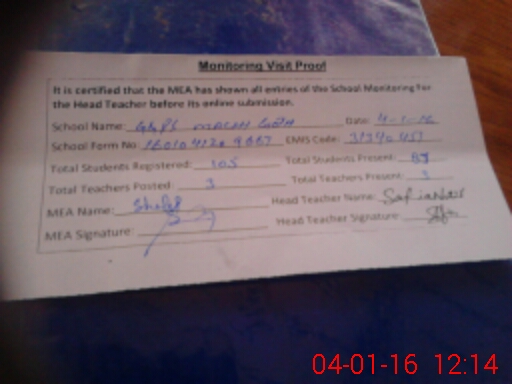 Monitoring Visit Proof
It is certified that the MEA has shown all entries of the School Monitoring For
the Head Teacher before its online submission.
School Name: Date: 4-1-16
School Form No EMIS Code:
Total Students Registered: 105 Total Students Present:
Total Teachers Posted: 3 Total Teachers Present: 3
MEA Name: Head Teacher Name:
MEA Signature: Head Teacher Signature:
04-01-16 12:14